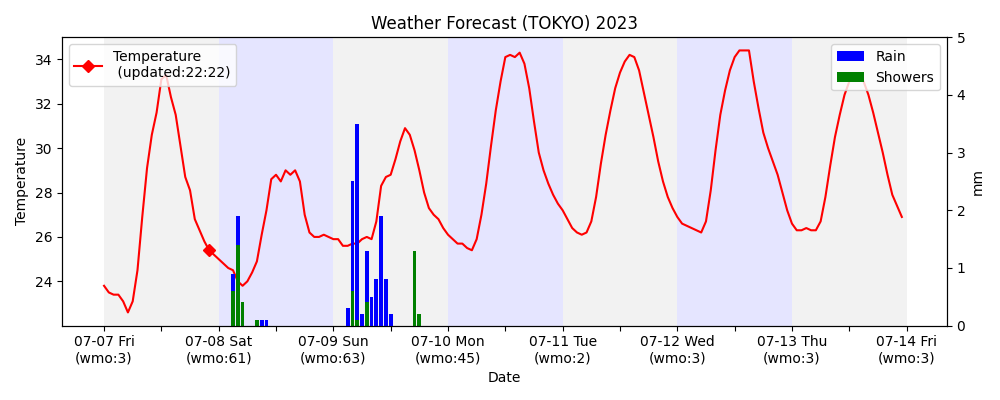 Weather Forecast (TOKYO) 2023
Temperature
(updated:22:22)
Rain
Showers
Temperature
34
32
30
28
26
24
5
4
3
2
1
0
mm
07-07 Fri
(wmo:3)
07-08 Sat
(wmo:61)
07-09 Sun
(wmo:63)
07-10 Mon
(wmo:45)
07-11 Tue
(wmo:2)
07-12 Wed
(wmo:3)
07-13 Thu
(wmo:3)
07-14 Fri
(wmo:3)
Date